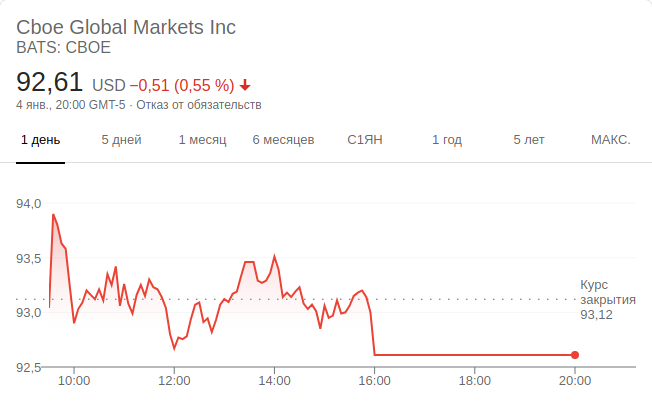 Cboe Global Markets Inc
BATS: CBOE
92,61 USD −0,51 (0,55 %)
4 янв., 20:00 GMT-5 · Отказ от обязательств
1 день 5 дней 1 месяц 6 месяцев С1ЯН 1 год 5 лет МАКС.
94,0
93,5
Курс
закрытия
93,12
93,0
92,5
10:00 12:00 14:00 16:00 18:00 20:00